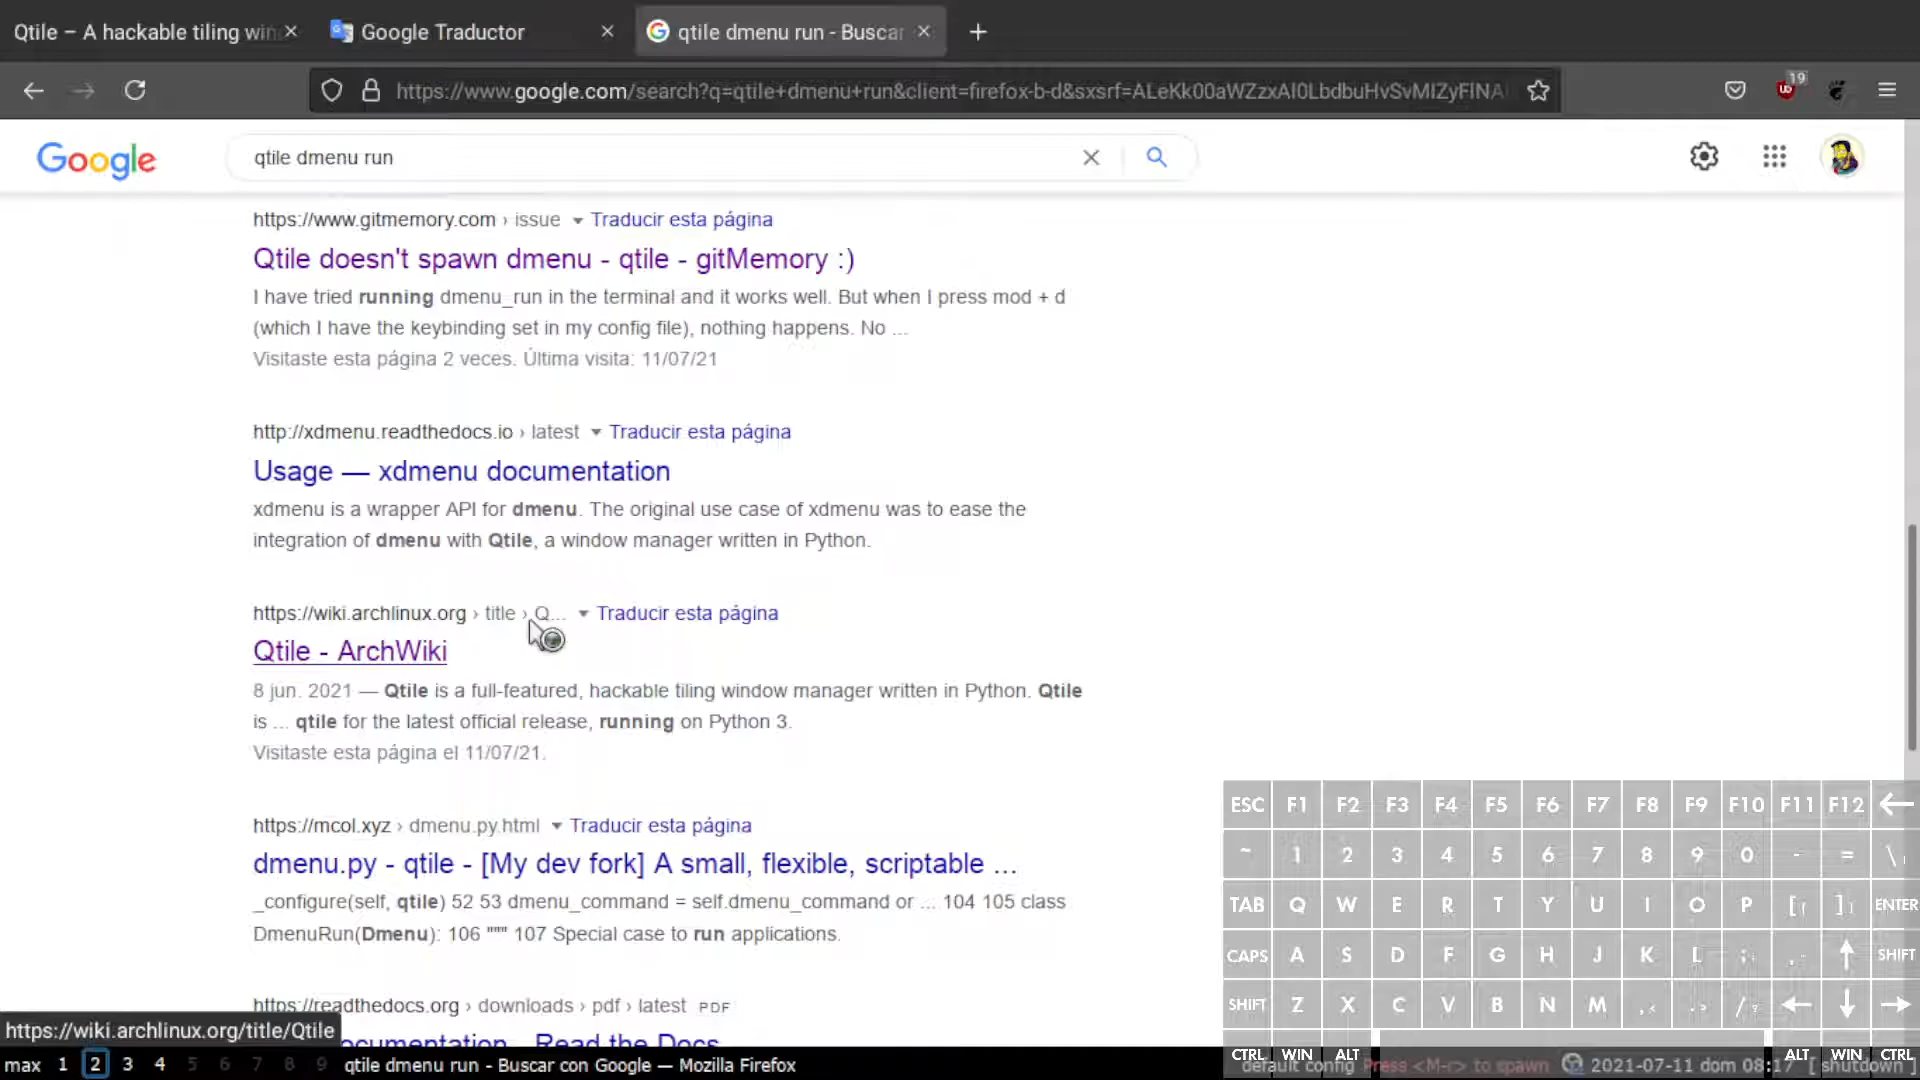 Qtile – A hackable tiling win
Google Traductor
qtile dmenu run - Buscar
https://www.google.com/search?q=qtile+dmenu+run&client=firefox-b-d&sxsrf=
19
Google
qtile dmenu run
https://www.gitmemory.com › issue Traducir esta página
Qtile doesn't spawn dmenu - qtile - gitMemory :)
I have tried running dmenu_run in the terminal and it works well. But when I press mod + d
(which I have the keybinding set in my config file), nothing happens. No ...
Visitaste esta página 2 veces. Última visita: 11/07/21
http://xdmenu.readthedocs.io › latest Traducir esta página
Usage — xdmenu documentation
xdmenu is a wrapper API for dmenu. The original use case of xdmenu was to ease the
integration of dmenu with Qtile, a window manager written in Python.
https://wiki.archlinux.org › title › Q... Traducir esta página
Qtile - ArchWiki
8 jun. 2021 — Qtile is a full-featured, hackable tiling window manager written in Python. Qtile
is ... qtile for the latest official release, running on Python 3.
Visitaste esta página el 11/07/21.
https://mcol.xyz › dmenu.py.html Traducir esta página
dmenu.py - qtile - [My dev fork] A small, flexible, scriptable ...
_configure(self, qtile) 52 53 dmenu_command = self.dmenu_command or ... 104 105 class
DmenuRun(Dmenu): 106 """ 107 Special case to run applications.
https://readthedocs.org › downloads › pdf › latest PDF
Read the Docs
https://wiki.archlinux.org/title/Qtile
ESC F1 F2 F3 F4 F5 F6 F7 F8 F9 F10 F11 F12 ←
~ 1 2 3 4 5 6 7 8 9 0 - = \
TAB Q W E R T Y U I O P [ ] ENTER
CAPS A S D F G H J K L ; ↑ SHIFT
SHIFT Z X C V B N M , . / ← ↓ →
CTRL WIN ALT ALT WIN CTRL
max 1 2 3 4 5 6 7 8 9 qtile dmenu run - Buscar con Google — Mozilla Firefox default config Press <M-r> to spawn 2021-07-11 dom 08:17 [ shutdown ]